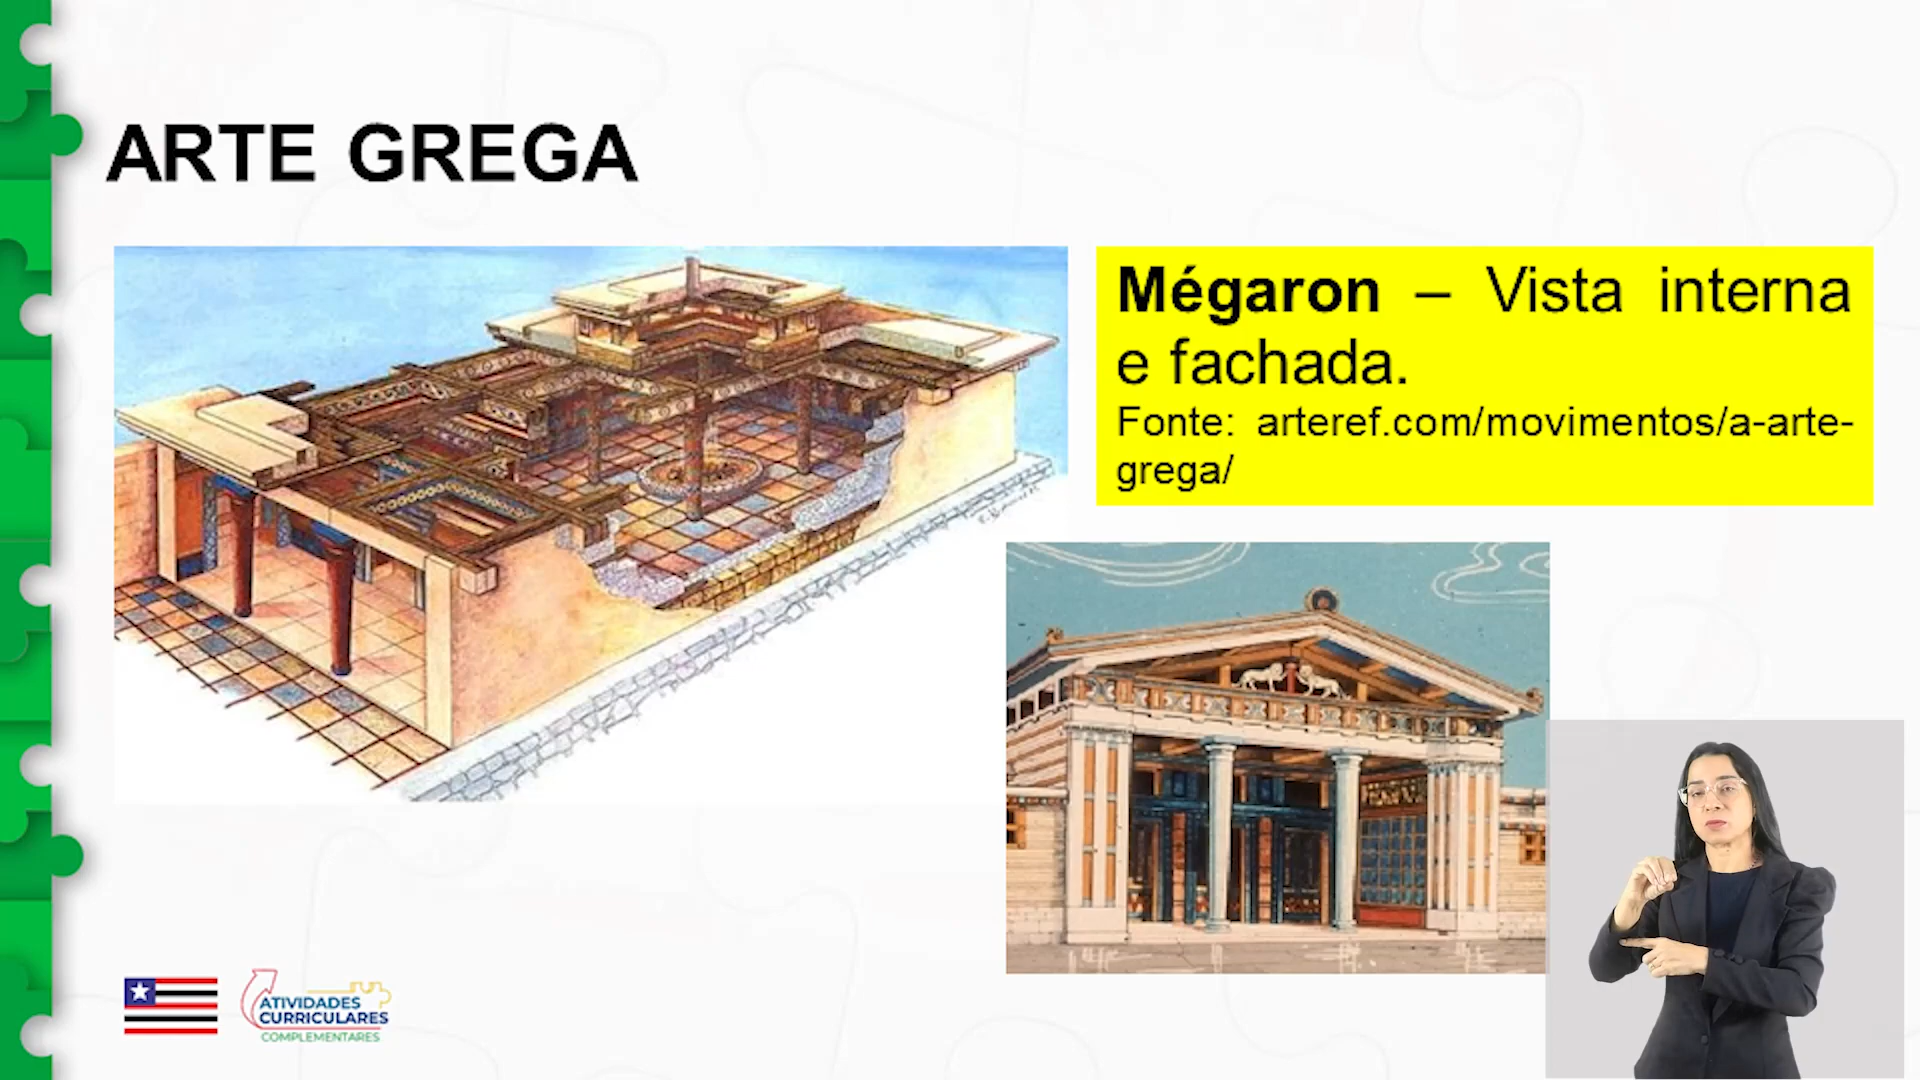 ARTE GREGA
Mégaron – Vista interna
e fachada.
Fonte: arteref.com/movimentos/a-arte-
grega/
ATIVIDADES
CURRICULARES
COMPLEMENTARES